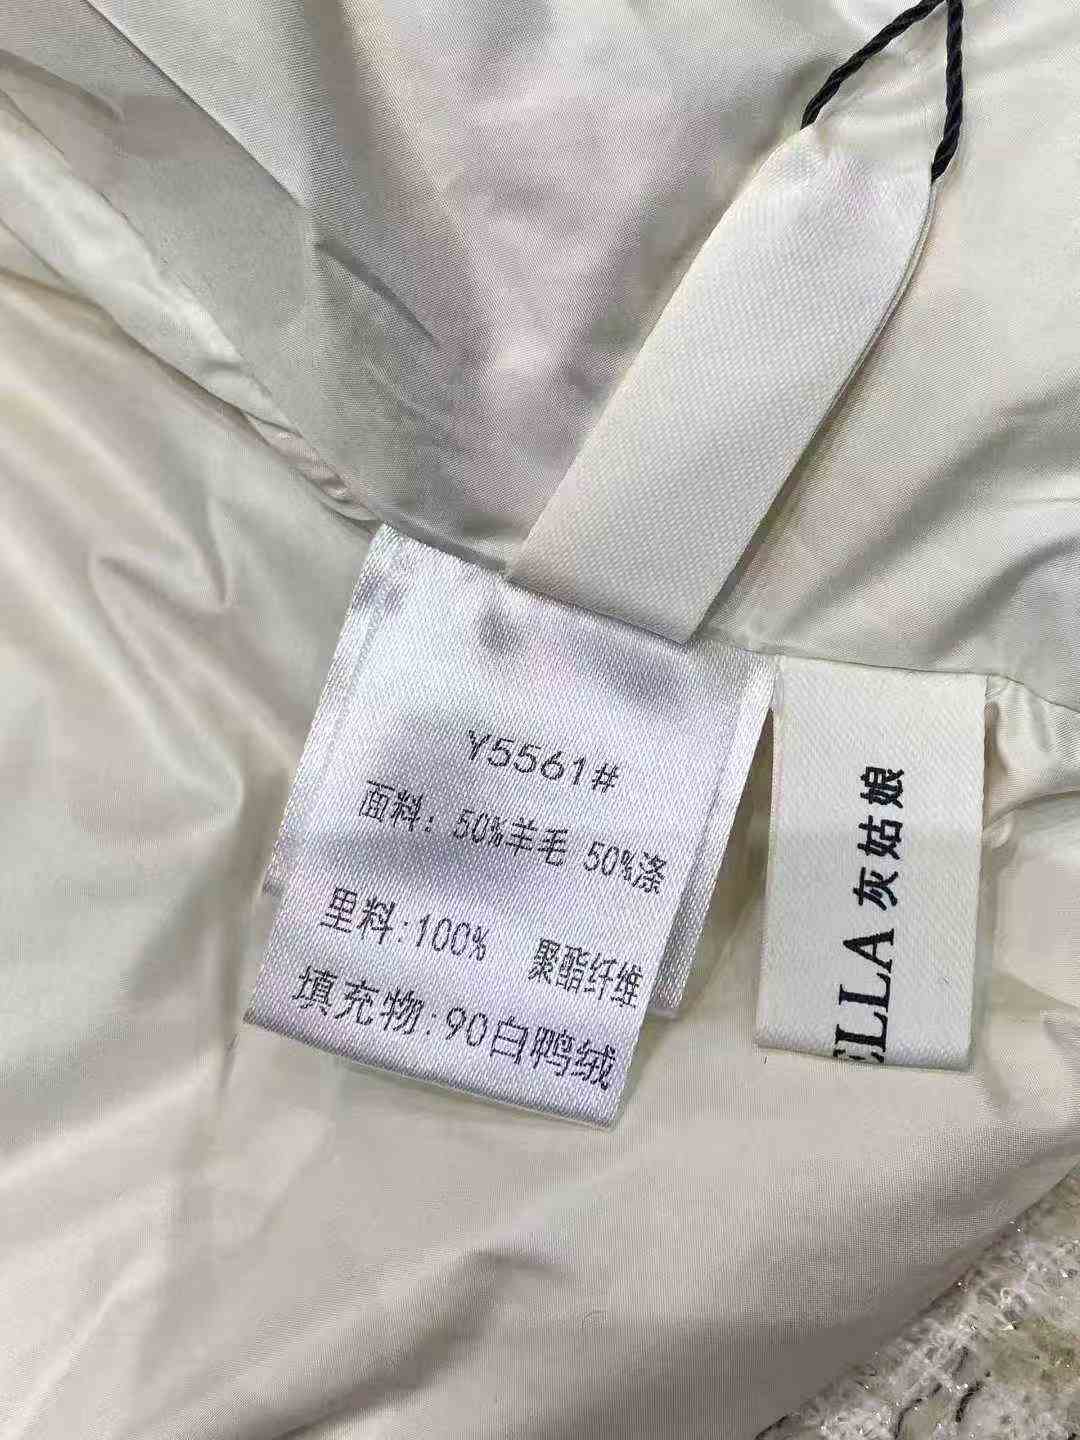 Y5561#
面料: 50%羊毛 50%涤
里料:100% 聚酯纤维
填充物:90白鸭绒
ELLA 灰姑娘